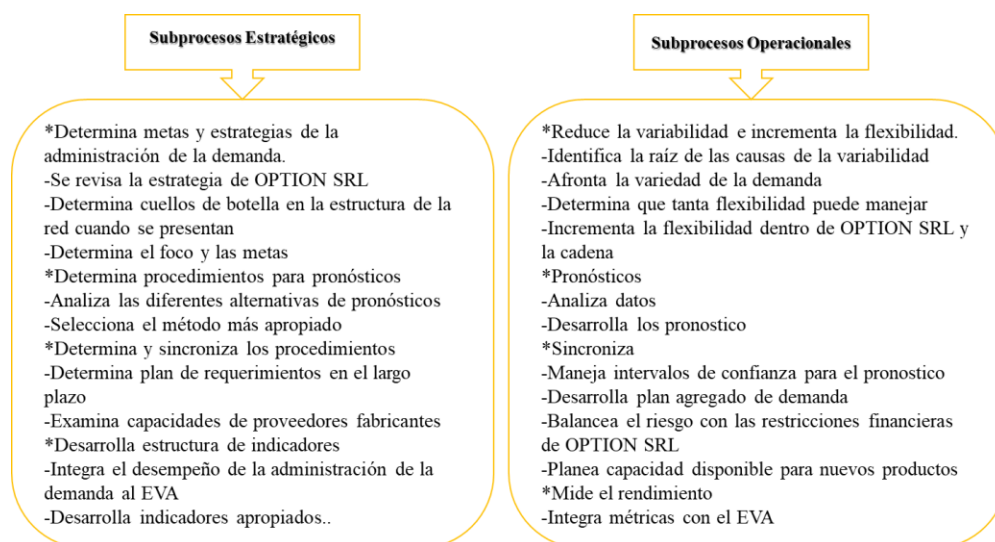 Subprocesos Estratégicos
*Determina metas y estrategias de la
administración de la demanda.
-Se revisa la estrategia de OPTION SRL
-Determina cuellos de botella en la estructura de la
red cuando se presentan
-Determina el foco y las metas
*Determina procedimientos para pronósticos
-Analiza las diferentes alternativas de pronósticos
-Selecciona el método más apropiado
*Determina y sincroniza los procedimientos
-Determina plan de requerimientos en el largo
plazo
-Examina capacidades de proveedores fabricantes
*Desarrolla estructura de indicadores
-Integra el desempeño de la administración de la
demanda al EVA
-Desarrolla indicadores apropiados..
Subprocesos Operacionales
*Reduce la variabilidad e incrementa la flexibilidad.
-Identifica la raíz de las causas de la variabilidad
-Afronta la variedad de la demanda
-Determina que tanta flexibilidad puede manejar
-Incrementa la flexibilidad dentro de OPTION SRL y
la cadena
*Pronósticos
-Analiza datos
-Desarrolla los pronostico
*Sincroniza
-Maneja intervalos de confianza para el pronostico
-Desarrolla plan agregado de demanda
-Balancea el riesgo con las restricciones financieras
de OPTION SRL
-Planea capacidad disponible para nuevos productos
*Mide el rendimiento
-Integra métricas con el EVA